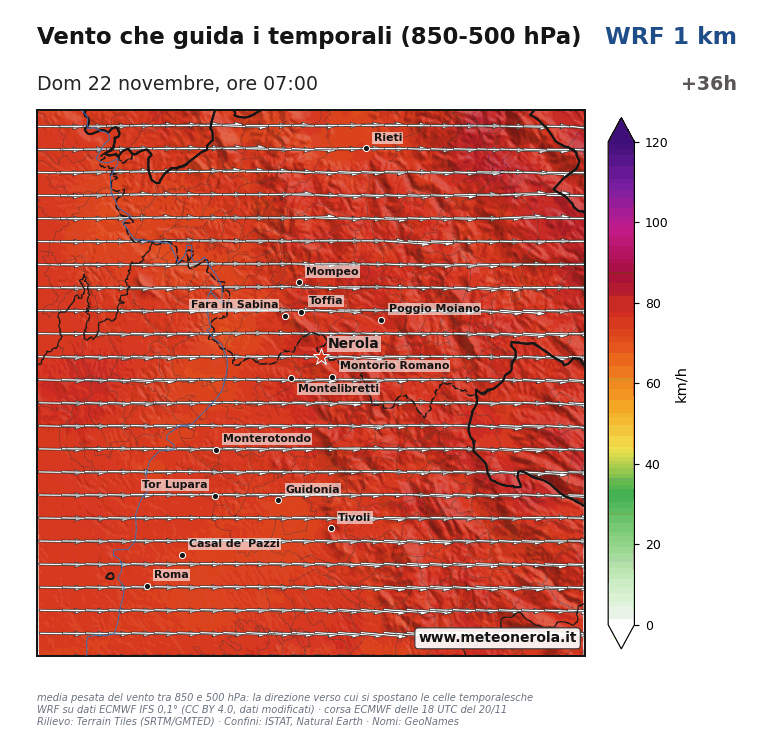 Vento che guida i temporali (850-500 hPa) WRF 1 km
Dom 22 novembre, ore 07:00 +36h
Rieti
Mompeo
Fara in Sabina
Toffia
Poggio Moiano
Nerola
Montorio Romano
Montelibretti
Monterotondo
Tor Lupara
Guidonia
Tivoli
Casal de' Pazzi
Roma
www.meteonerola.it
120
100
80
60
40
20
0
km/h
media pesata del vento tra 850 e 500 hPa: la direzione verso cui si spostano le celle temporalesche
WRF su dati ECMWF IFS 0,1° (CC BY 4.0, dati modificati) · corsa ECMWF delle 18 UTC del 20/11
Rilievo: Terrain Tiles (SRTM/GMTED) · Confini: ISTAT, Natural Earth · Nomi: GeoNames